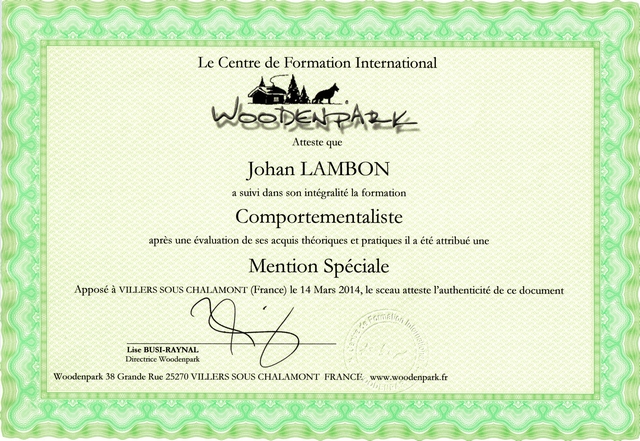 Le Centre de Formation International
WOODENPARK
Atteste que
Johan LAMBON
a suivi dans son intégralité la formation
Comportementaliste
après une évaluation de ses acquis théoriques et pratiques il a été attribué une
Mention Spéciale
Apposé à VILLERS SOUS CHALAMONT (France) le 14 Mars 2014, le sceau atteste l'authenticité de ce document
Centre de Formation
Lise BUSI-RAYNAL
Directrice Woodenpark
Woodenpark 38 Grande Rue 25270 VILLERS SOUS CHALAMONT FRANCE www.woodenpark.fr